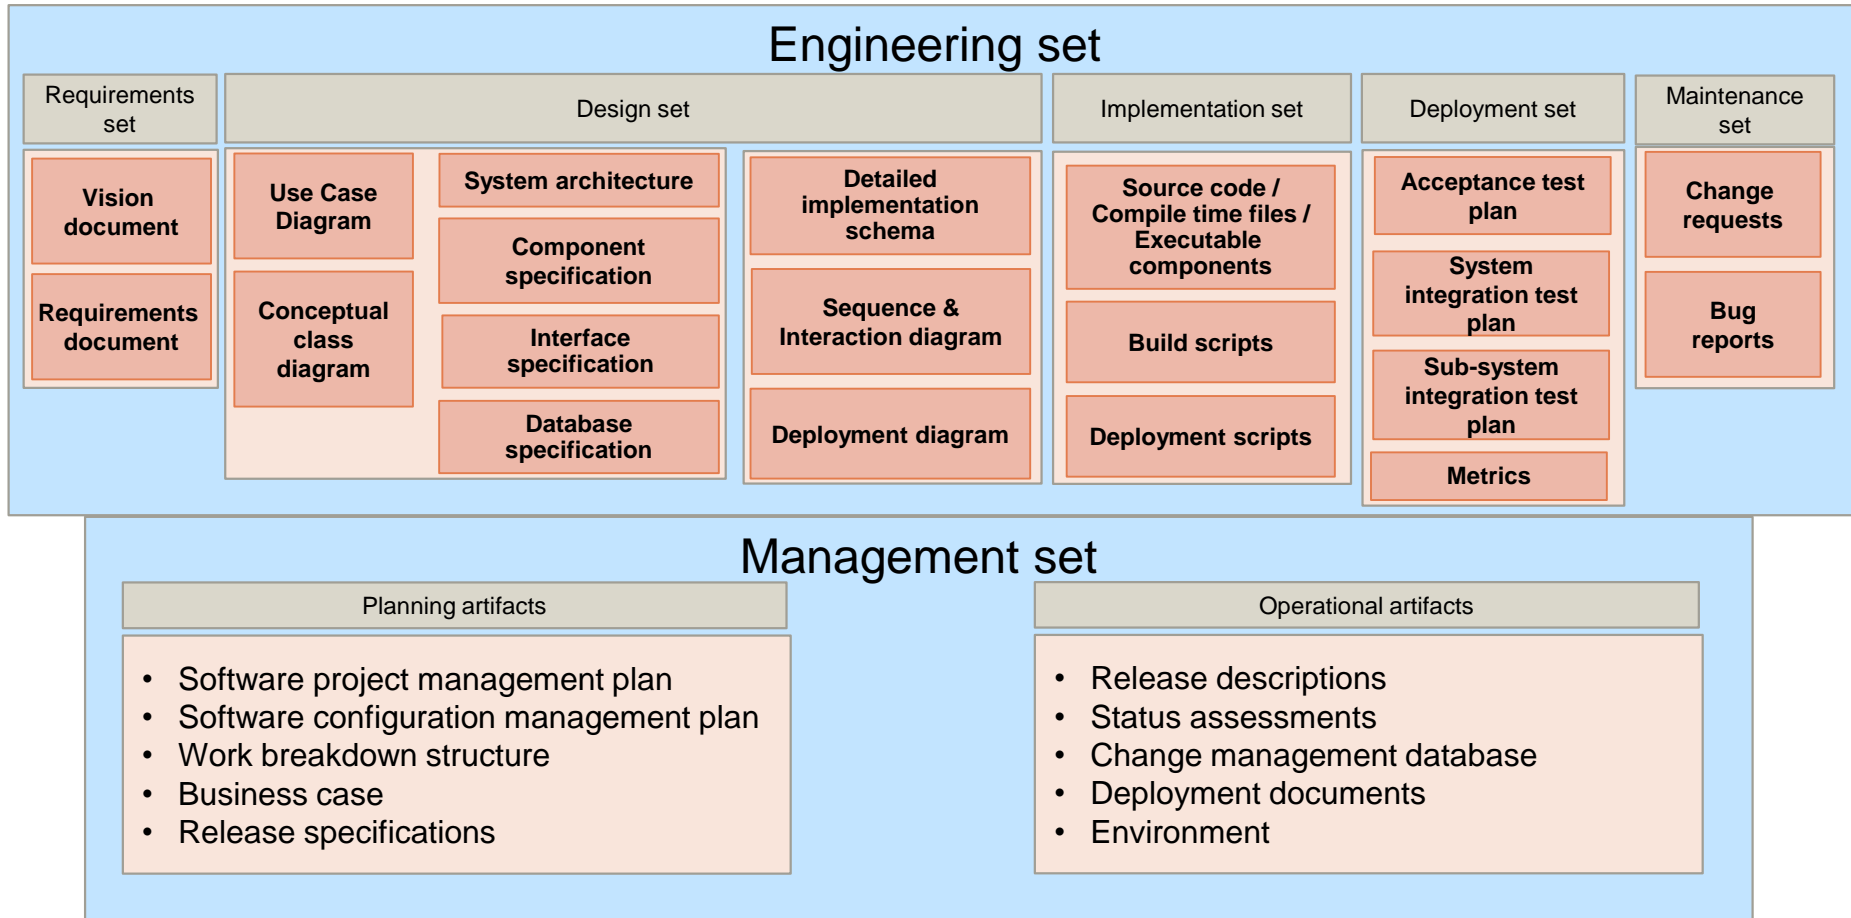 Engineering set
Requirements
set
Design set
Implementation set
Deployment set
Maintenance
set
Vision
document
Requirements
document
Use Case
Diagram
Conceptual
class
diagram
System architecture
Component
specification
Interface
specification
Database
specification
Detailed
implementation
schema
Sequence &
Interaction diagram
Deployment diagram
Source code /
Compile time files /
Executable
components
Build scripts
Deployment scripts
Acceptance test
plan
System
integration test
plan
Sub-system
integration test
plan
Metrics
Change
requests
Bug
reports
Management set
Planning artifacts
• Software project management plan
• Software configuration management plan
• Work breakdown structure
• Business case
• Release specifications
Operational artifacts
• Release descriptions
• Status assessments
• Change management database
• Deployment documents
• Environment